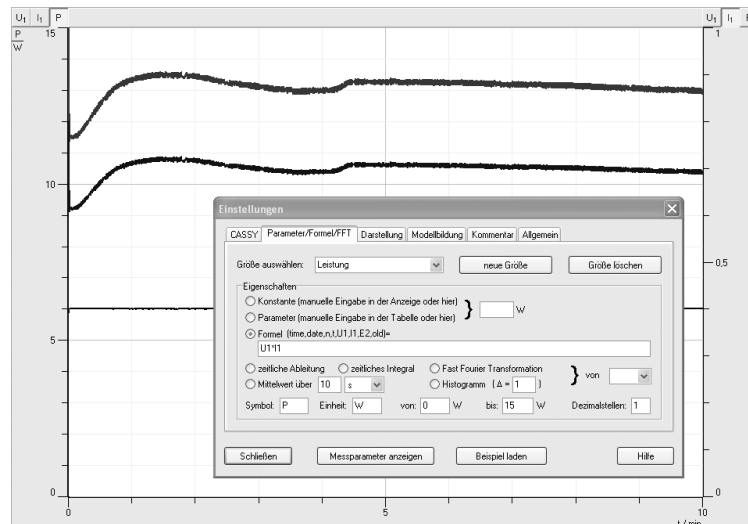 U1 I1 P
U1 I1 P
P
W
15
1
Einstellungen
CASSY Parameter/Formel/FFT Darstellung Modellbildung Kommentar Allgemein
Größe auswählen: Leistung neue Größe Größe löschen
Eigenschaften
Konstante (manuelle Eingabe in der Anzeige oder hier)
Parameter (manuelle Eingabe in der Tabelle oder hier)
} W
Formel (time,date,n,t,U1,I1,E2,old)=
U1*I1
zeitliche Ableitung zeitliches Integral Fast Fourier Transformation
Mittelwert über 10 s Histogramm (Δ = 1 )
} von
Symbol: P Einheit: W von: 0 W bis: 15 W Dezimalstellen: 1
Schließen Messparameter anzeigen Beispiel laden Hilfe
10
0,5
5
0
0
0 5 10
t / min